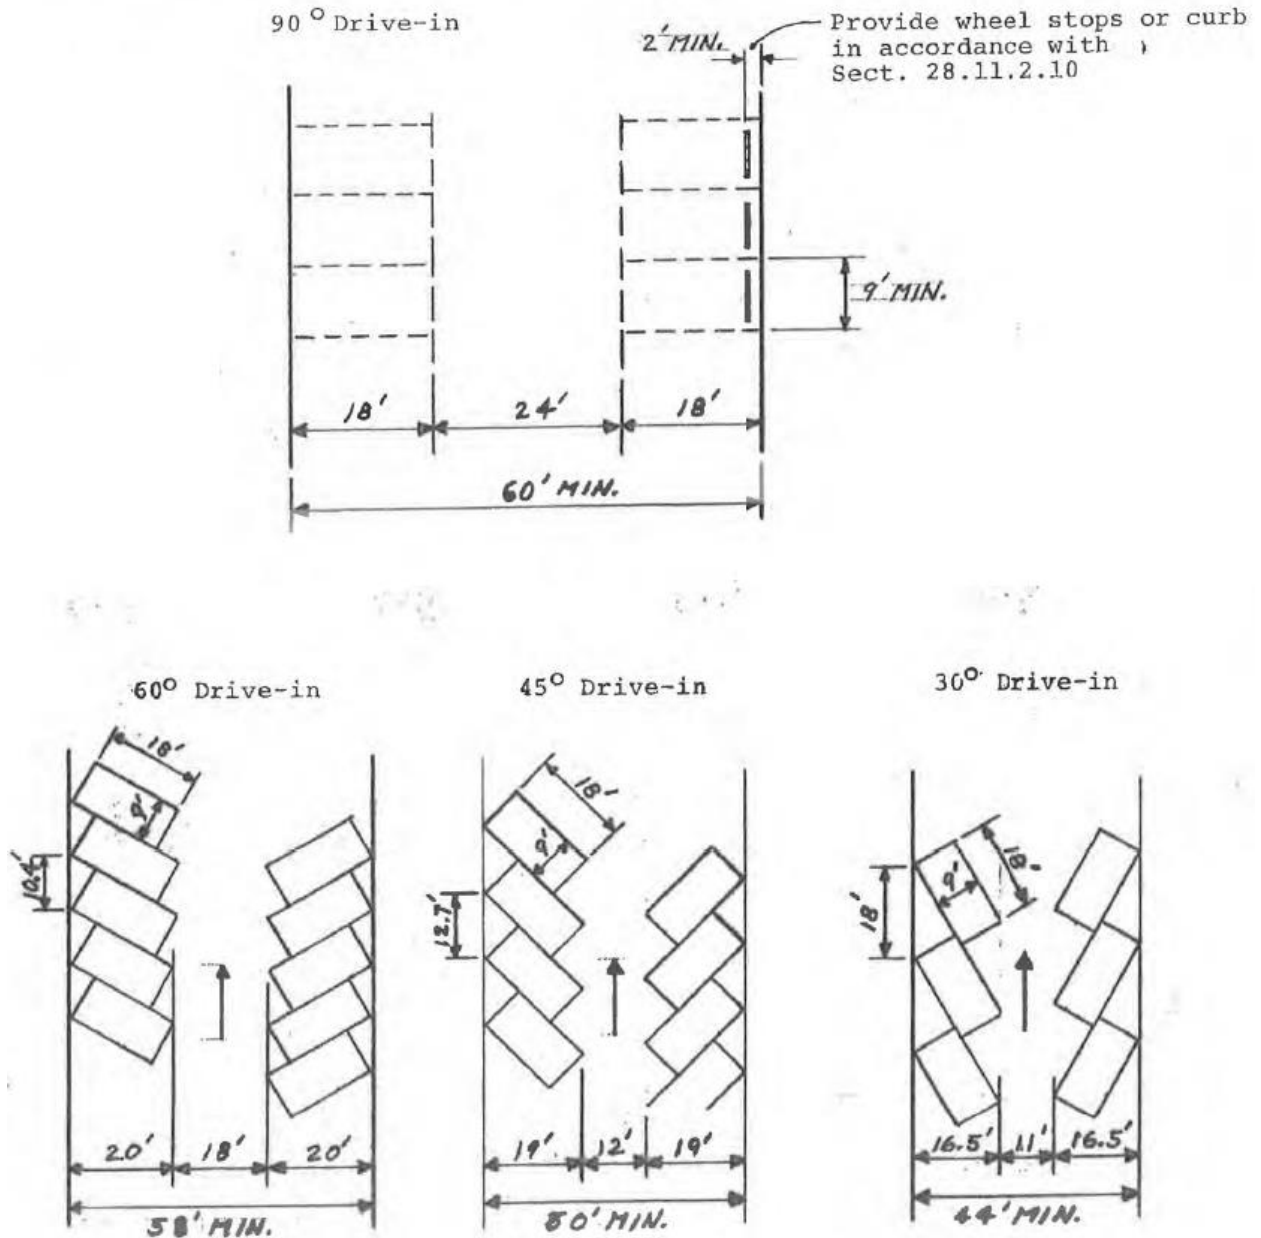 90° Drive-in
2' MIN.
Provide wheel stops or curb
in accordance with
Sect. 28.11.2.10
9' MIN.
18'
24'
18'
60' MIN.
60° Drive-in
45° Drive-in
30° Drive-in
18'
9'
10.4'
20'
18'
20'
58' MIN.
18'
9'
12.7'
19'
12'
19'
50' MIN.
18'
9'
18'
16.5'
11'
16.5'
44' MIN.